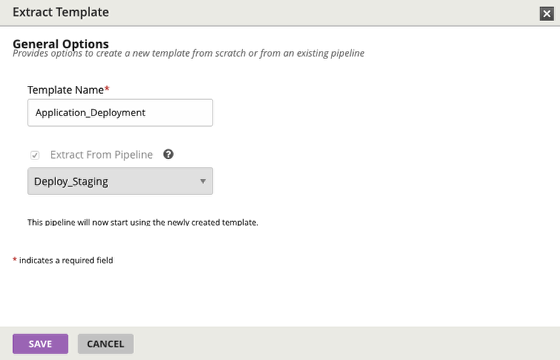 Extract Template
General Options
Provides options to create a new template from scratch or from an existing pipeline
Template Name*
Application_Deployment
Extract From Pipeline
Deploy_Staging
This pipeline will now start using the newly created template.
* indicates a required field
SAVE CANCEL